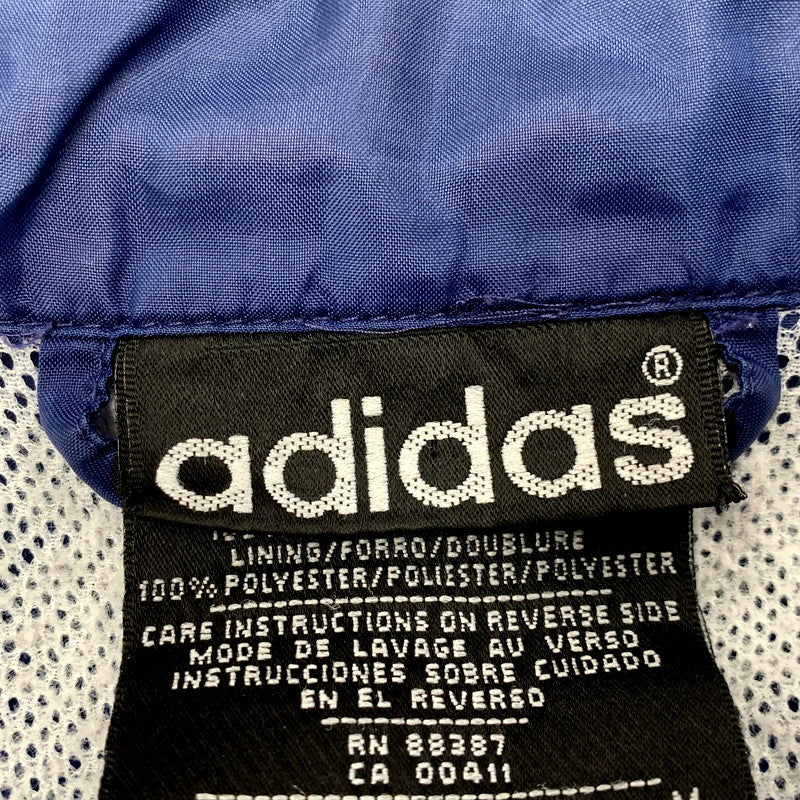 adidas®
LINING/FORRO/DOUBLURE
100% POLYESTER/POLIESTER/POLYESTER
CARE INSTRUCTIONS ON REVERSE SIDE
MODE DE LAVAGE AU VERSO
INSTRUCCIONES SOBRE CUIDADO
EN EL REVERSO
RN 88387
CA 00411